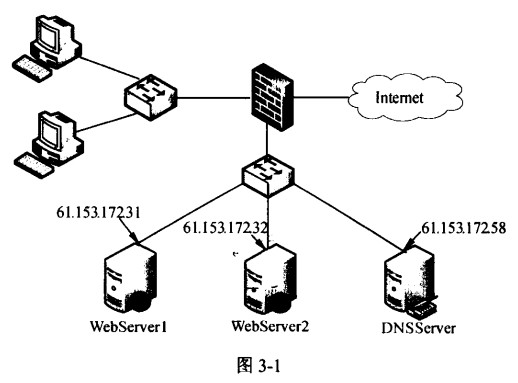 Internet
61.153.172.31
61.153.172.32
61.153.172.58
WebServer1
WebServer2
DNSServer
图 3-1